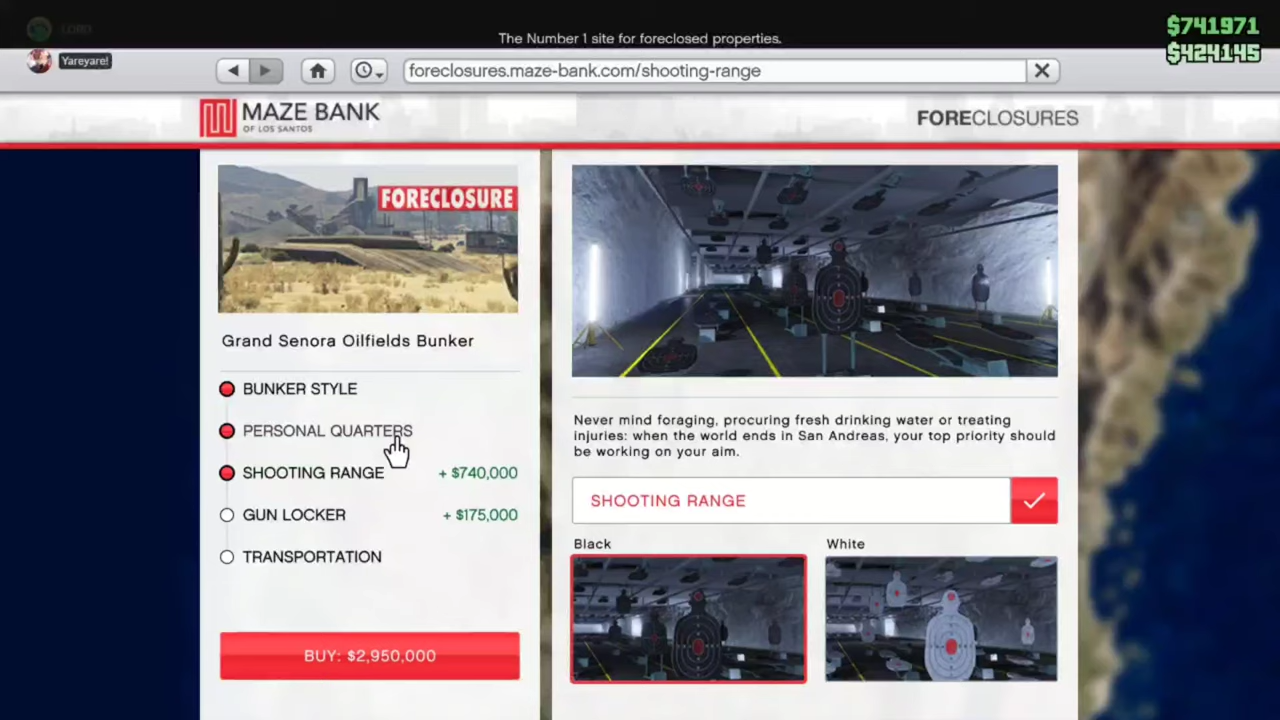 The Number 1 site for foreclosed properties.
$741971
$424145
Yareyare!
foreclosures.maze-bank.com/shooting-range
MAZE BANK
OF LOS SANTOS
FORECLOSURES
FORECLOSURE
Grand Senora Oilfields Bunker
BUNKER STYLE
PERSONAL QUARTERS
SHOOTING RANGE + $740,000
GUN LOCKER + $175,000
TRANSPORTATION
BUY: $2,950,000
Never mind foraging, procuring fresh drinking water or treating
injuries: when the world ends in San Andreas, your top priority should
be working on your aim.
SHOOTING RANGE
Black
White